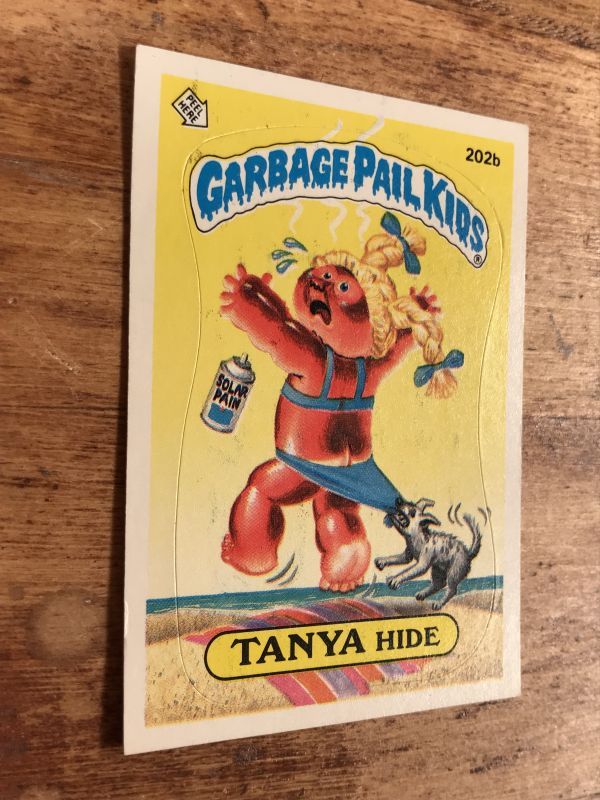 PEEL
HERE
202b
GARBAGE PAIL KIDS
®
SOLAR
PAIN
TANYA HIDE